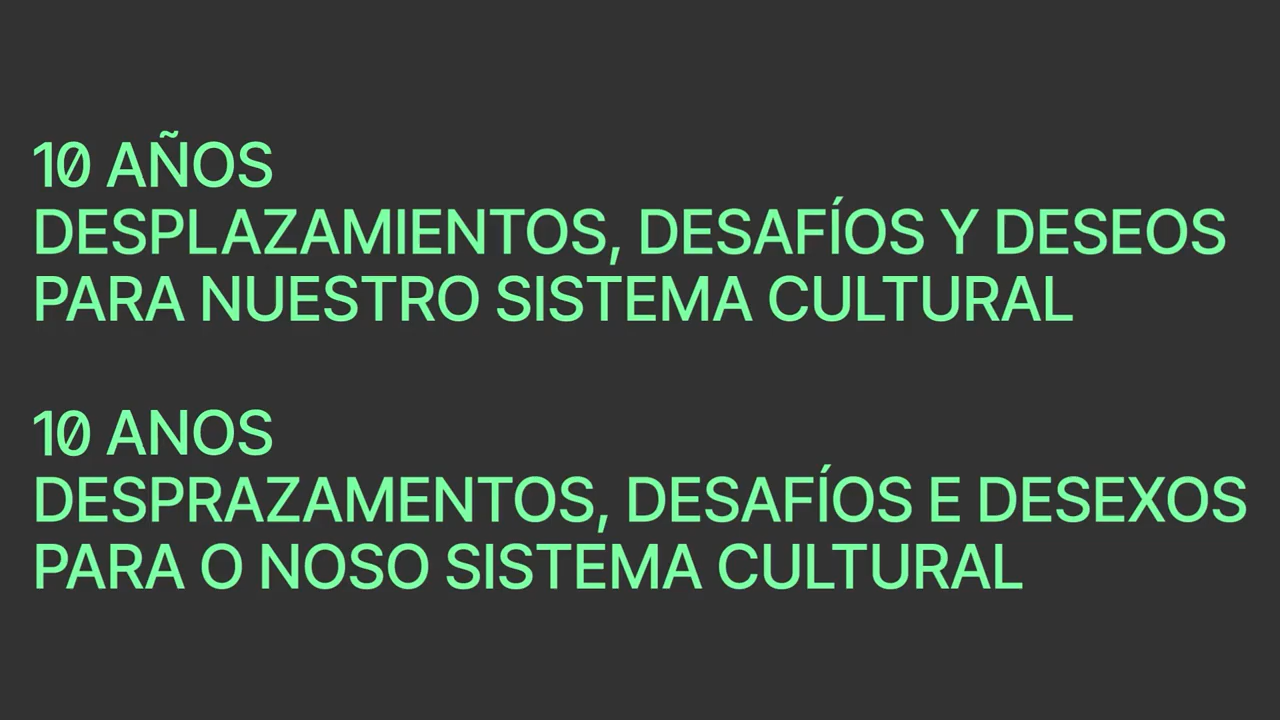 10 AÑOS
DESPLAZAMIENTOS, DESAFÍOS Y DESEOS
PARA NUESTRO SISTEMA CULTURAL
10 ANOS
DESPRAZAMENTOS, DESAFÍOS E DESEXOS
PARA O NOSO SISTEMA CULTURAL